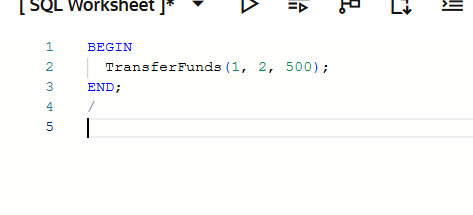 [ SQL Worksheet ]*
1 BEGIN
2 TransferFunds(1, 2, 500);
3 END;
4 /
5